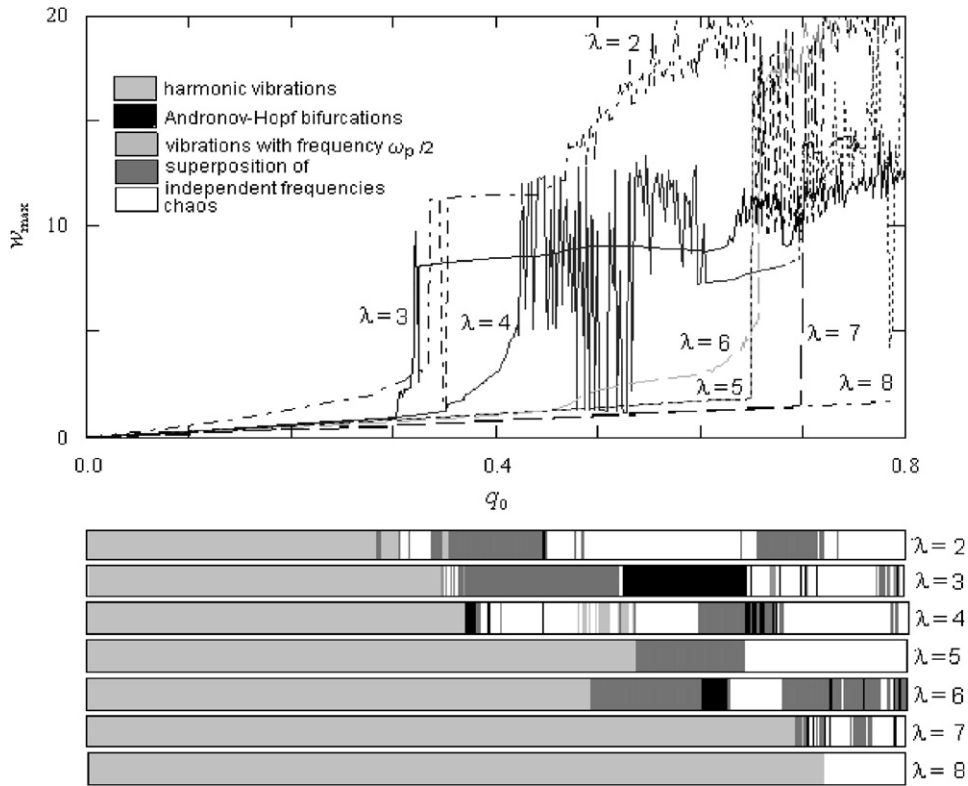 20
λ = 2
harmonic vibrations
Andronov-Hopf bifurcations
vibrations with frequency ωp /2
superposition of
independent frequencies
chaos
10
wmax
λ = 3
λ = 4
λ = 6
λ = 7
λ = 5
λ = 8
0
0.0
0.4
0.8
q0
λ = 2
λ = 3
λ = 4
λ = 5
λ = 6
λ = 7
λ = 8